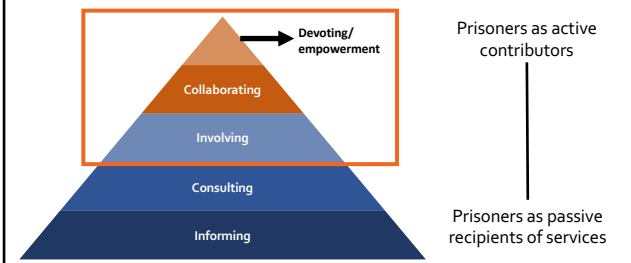 Devoting/
empowerment
Prisoners as active
contributors
Collaborating
Involving
Consulting
Informing
Prisoners as passive
recipients of services